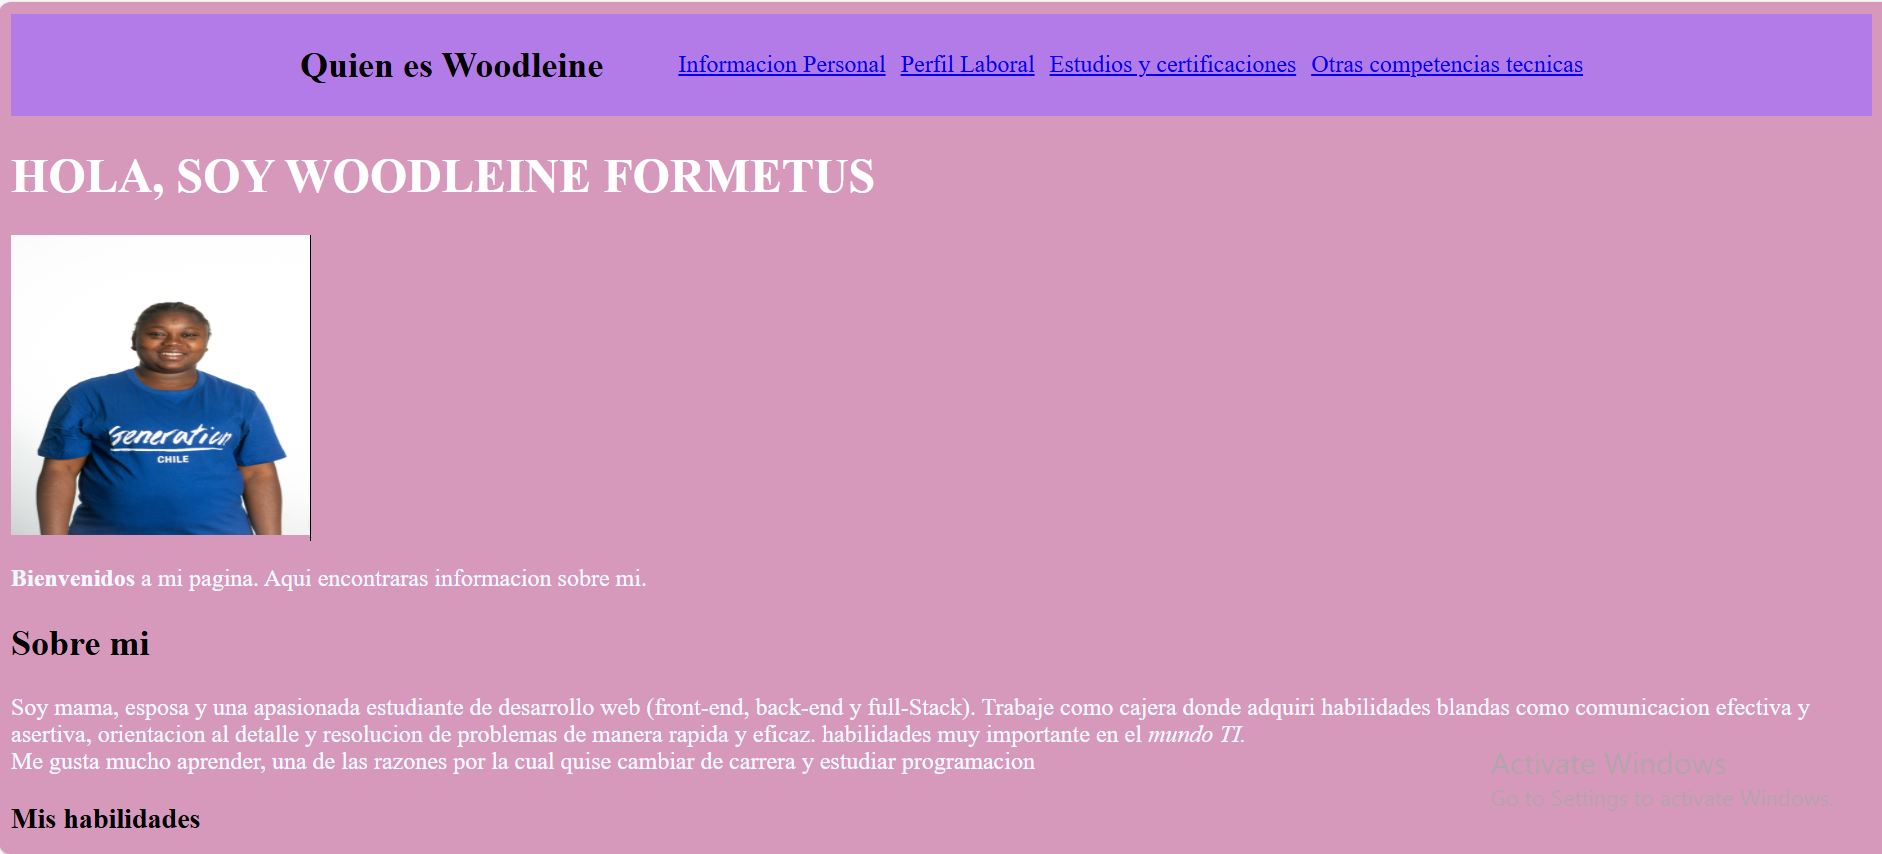 Quien es Woodleine
Informacion Personal Perfil Laboral Estudios y certificaciones Otras competencias tecnicas
HOLA, SOY WOODLEINE FORMETUS
Generation
CHILE
Bienvenidos a mi pagina. Aqui encontraras informacion sobre mi.
Sobre mi
Soy mama, esposa y una apasionada estudiante de desarrollo web (front-end, back-end y full-Stack). Trabaje como cajera donde adquiri habilidades blandas como comunicacion efectiva y
asertiva, orientacion al detalle y resolucion de problemas de manera rapida y eficaz. habilidades muy importante en el mundo TI.
Me gusta mucho aprender, una de las razones por la cual quise cambiar de carrera y estudiar programacion
Activate Windows
Go to Settings to activate Windows.
Mis habilidades